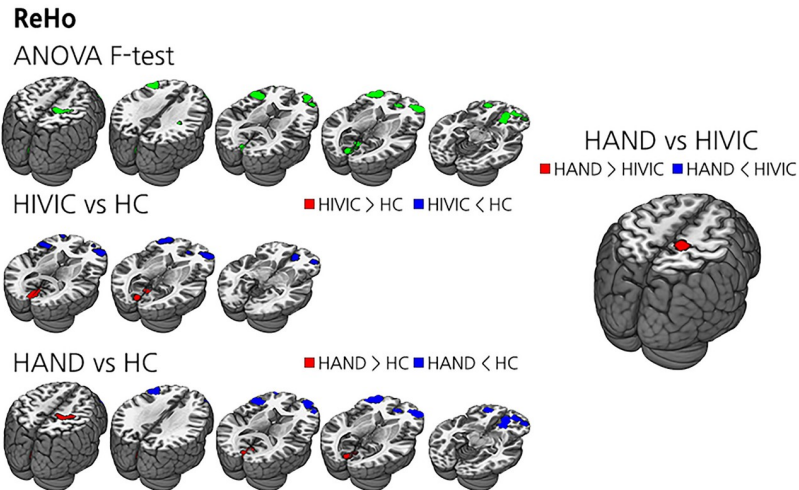 ReHo
ANOVA F-test
HAND vs HIVIC
HAND > HIVIC HAND < HIVIC
HIVIC vs HC
HIVIC > HC HIVIC < HC
HAND vs HC
HAND > HC HAND < HC